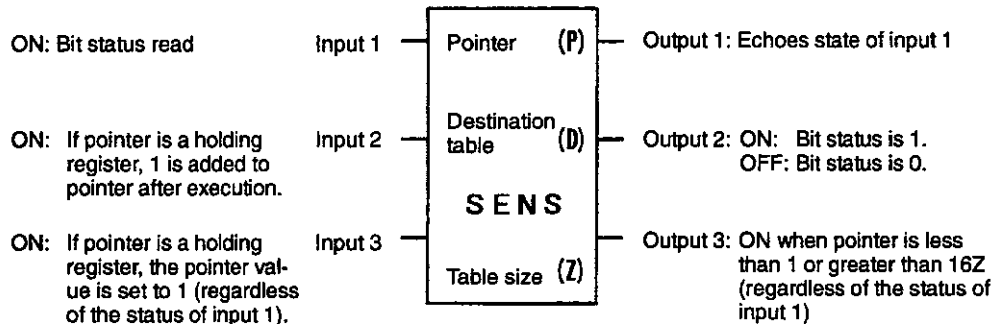 ON: Bit status read
Input 1
Pointer (P)
Output 1: Echoes state of input 1
ON: If pointer is a holding
register, 1 is added to
pointer after execution.
Input 2
Destination
table (D)
Output 2: ON: Bit status is 1.
OFF: Bit status is 0.
SENS
ON: If pointer is a holding
register, the pointer val-
ue is set to 1 (regardless
of the status of input 1).
Input 3
Table size (Z)
Output 3: ON when pointer is less
than 1 or greater than 16Z
(regardless of the status of
input 1)